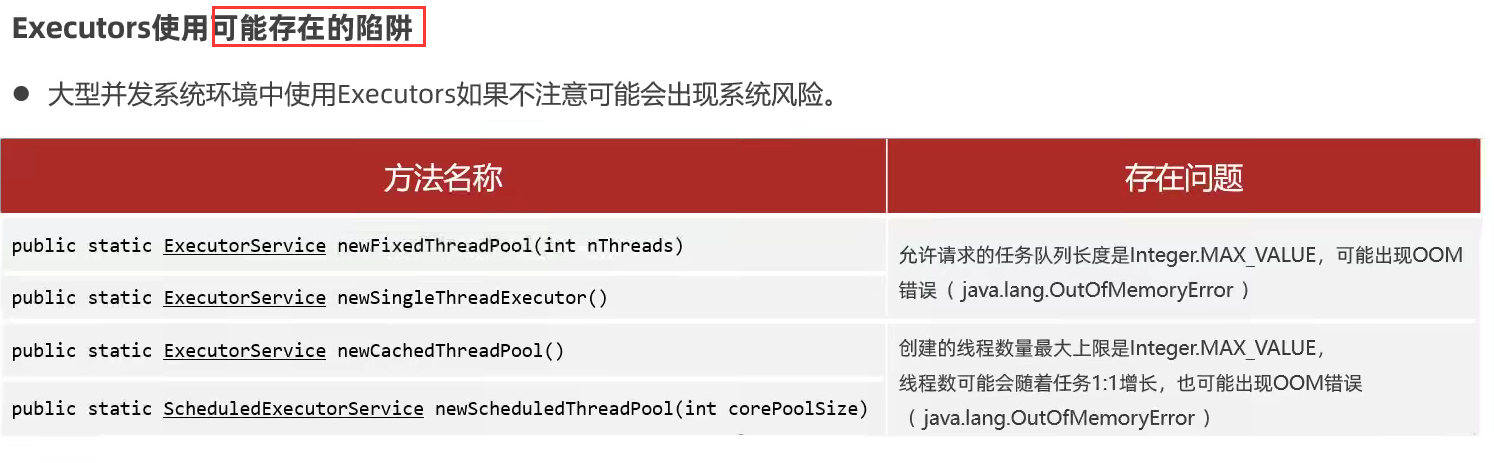 Executors使用可能存在的陷阱
● 大型并发系统环境中使用Executors如果不注意可能会出现系统风险。
方法名称
存在问题
public static ExecutorService newFixedThreadPool(int nThreads)
public static ExecutorService newSingleThreadExecutor()
允许请求的任务队列长度是Integer.MAX_VALUE，可能出现OOM
错误（ java.lang.OutOfMemoryError ）
public static ExecutorService newCachedThreadPool()
public static ScheduledExecutorService newScheduledThreadPool(int corePoolSize)
创建的线程数量最大上限是Integer.MAX_VALUE，
线程数可能会随着任务1:1增长，也可能出现OOM错误
（ java.lang.OutOfMemoryError ）